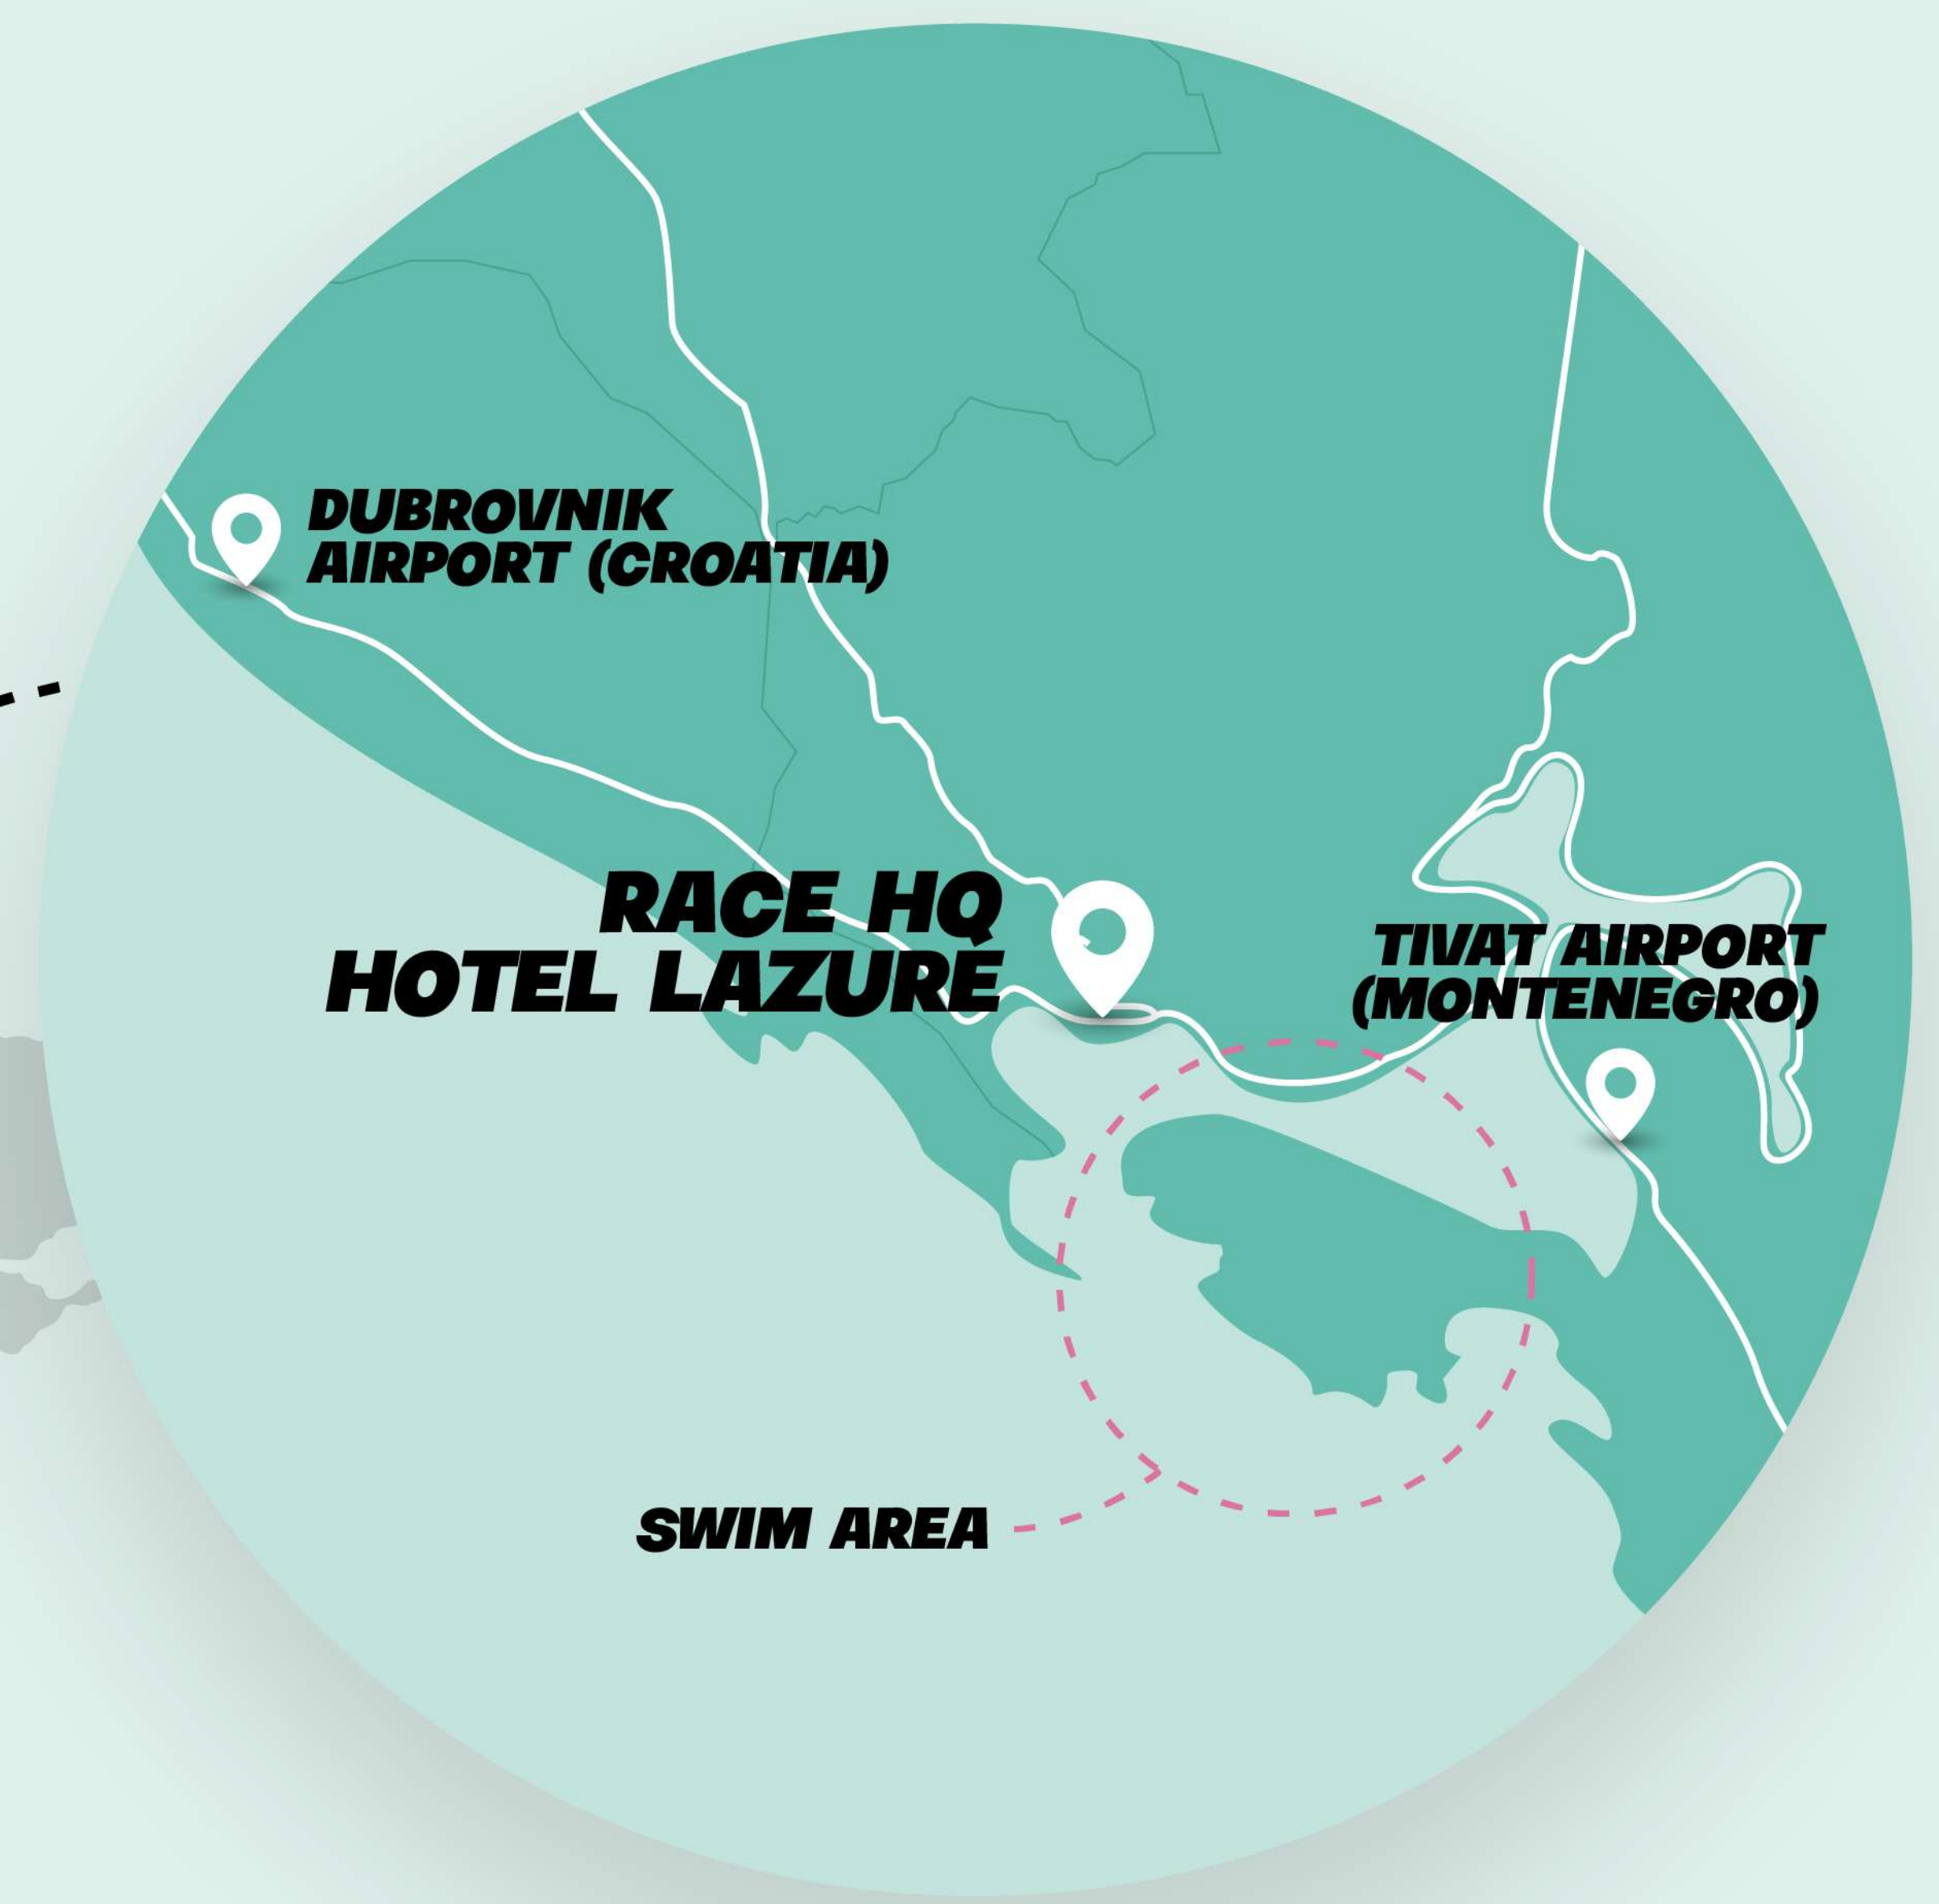 DUBROVNIK
AIRPORT (CROATIA)
RACE HQ
HOTEL LAZURE
TIVAT AIRPORT
(MONTENEGRO)
SWIM AREA